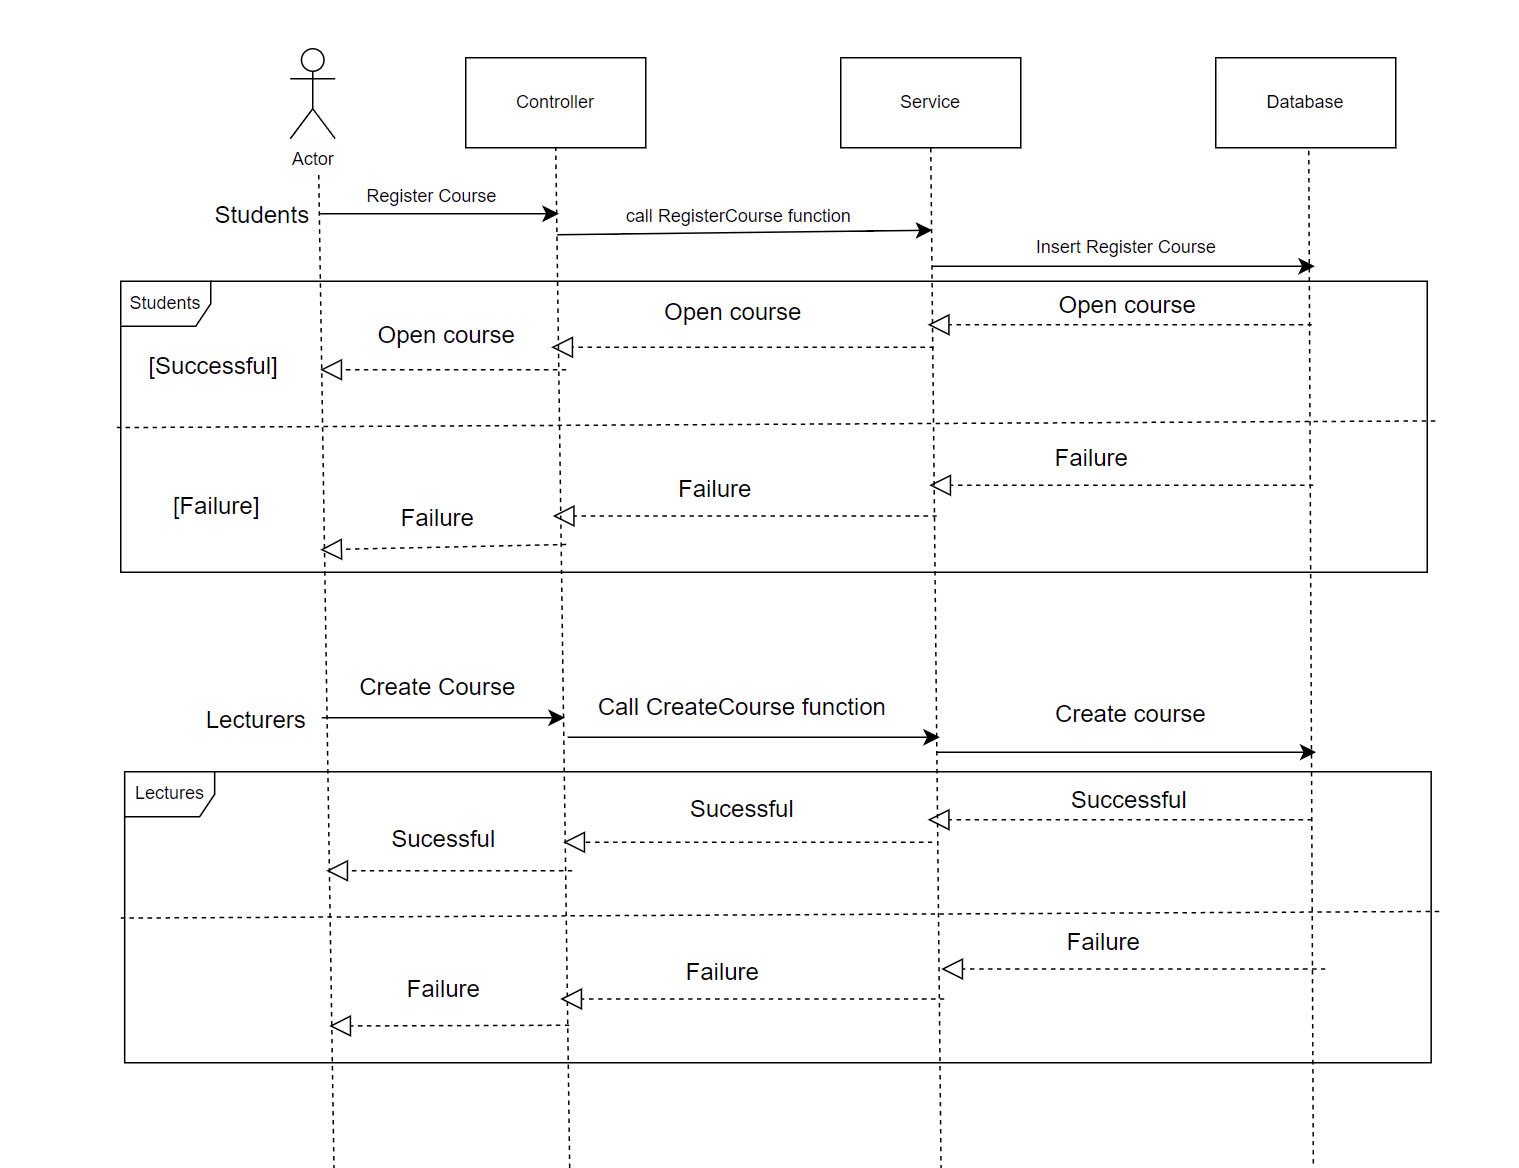 Controller
Service
Database
Actor
Register Course
Students
call RegisterCourse function
Insert Register Course
Students
Open course
Open course
Open course
[Successful]
Failure
Failure
[Failure]
Failure
Create Course
Lecturers
Call CreateCourse function
Create course
Lectures
Successful
Sucessful
Sucessful
Failure
Failure
Failure